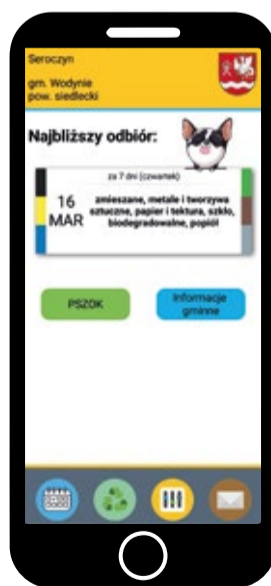 Seroczyn
gm. Wodynie
pow. siedlecki
Najbliższy odbiór:
za 7 dni (czwartek)
16
MAR
zmieszane, metale i tworzywa
sztuczne, papier i tektura, szkło,
biodegradowalne, popiół
PSZOK
Informacje
gminne